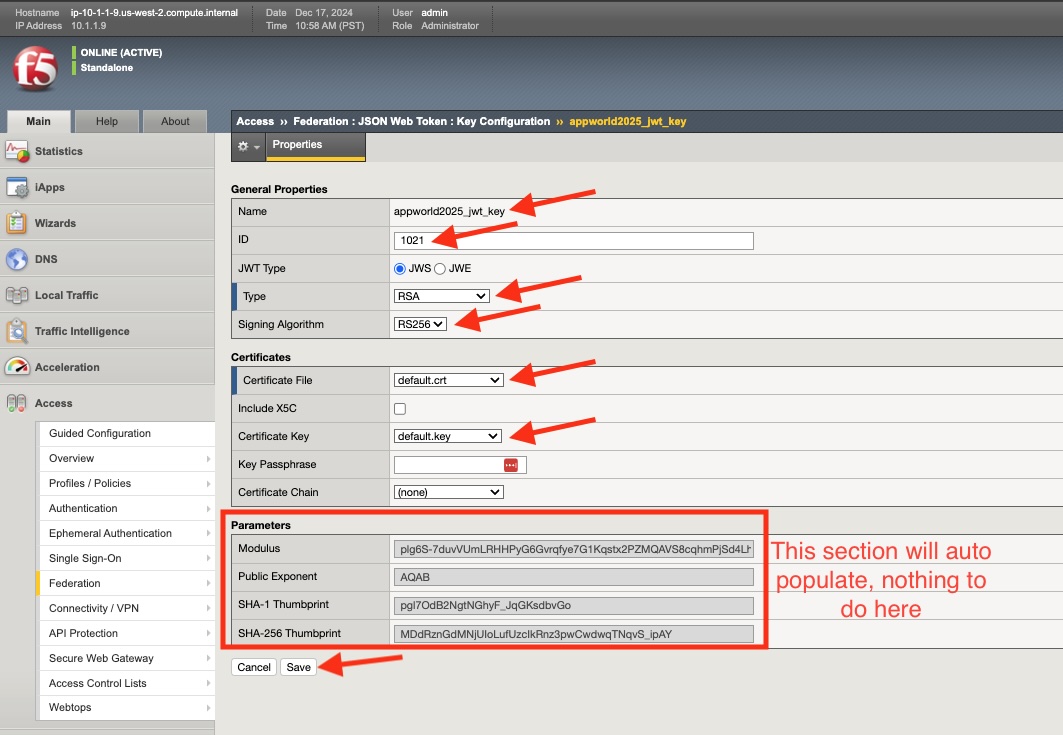 Hostname ip-10-1-1-9.us-west-2.compute.internal Date Dec 17, 2024 User admin
IP Address 10.1.1.9 Time 10:58 AM (PST) Role Administrator
f5
ONLINE (ACTIVE)
Standalone
Main Help About
Access ›› Federation : JSON Web Token : Key Configuration ›› appworld2025_jwt_key
Properties
Statistics
iApps
Wizards
DNS
Local Traffic
Traffic Intelligence
Acceleration
Access
Guided Configuration
Overview
Profiles / Policies
Authentication
Ephemeral Authentication
Single Sign-On
Federation
Connectivity / VPN
API Protection
Secure Web Gateway
Access Control Lists
Webtops
General Properties
Name appworld2025_jwt_key
ID 1021
JWT Type JWS JWE
Type RSA
Signing Algorithm RS256
Certificates
Certificate File default.crt
Include X5C
Certificate Key default.key
Key Passphrase
Certificate Chain (none)
Parameters
Modulus
Public Exponent AQAB
SHA-1 Thumbprint pgI7OdB2NgtNGhyF_JqGKsdbvGo
SHA-256 Thumbprint
This section will auto
populate, nothing to
do here
Cancel Save